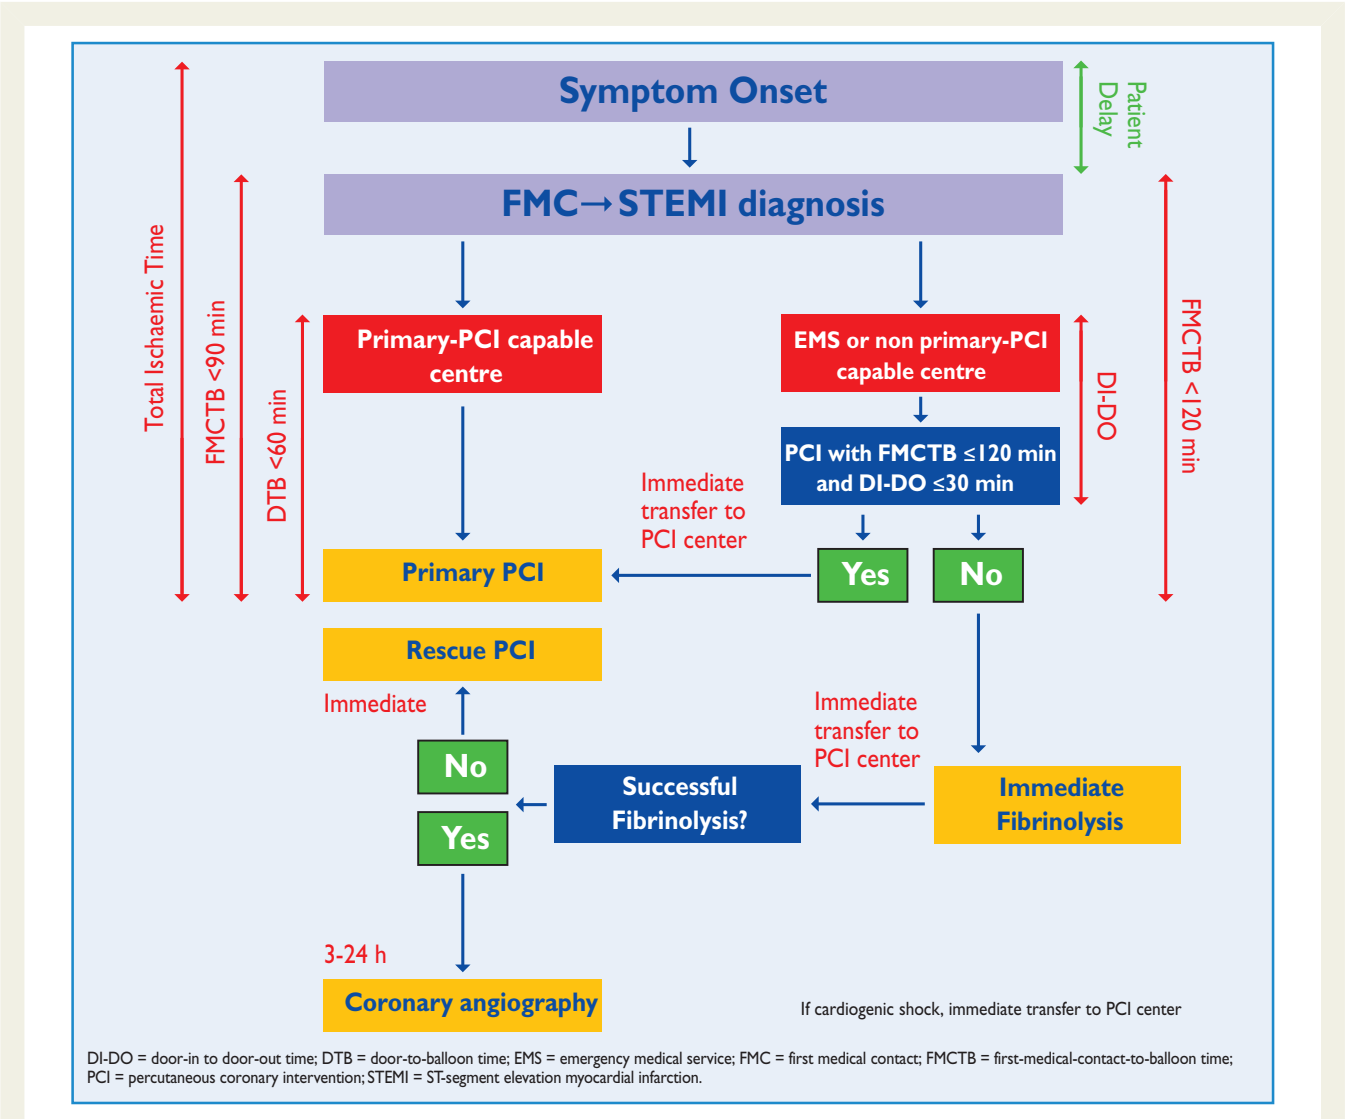 Symptom Onset
Patient
Delay
FMC→STEMI diagnosis
Total Ischaemic Time
FMCTB <90 min
DTB <60 min
Primary-PCI capable
centre
EMS or non primary-PCI
capable centre
DI-DO
FMCTB <120 min
PCI with FMCTB ≤120 min
and DI-DO ≤30 min
Immediate
transfer to
PCI center
Primary PCI
Yes
No
Rescue PCI
Immediate
No
Yes
Successful
Fibrinolysis?
Immediate
transfer to
PCI center
Immediate
Fibrinolysis
3-24 h
Coronary angiography
If cardiogenic shock, immediate transfer to PCI center
DI-DO = door-in to door-out time; DTB = door-to-balloon time; EMS = emergency medical service; FMC = first medical contact; FMCTB = first-medical-contact-to-balloon time;
PCI = percutaneous coronary intervention; STEMI = ST-segment elevation myocardial infarction.